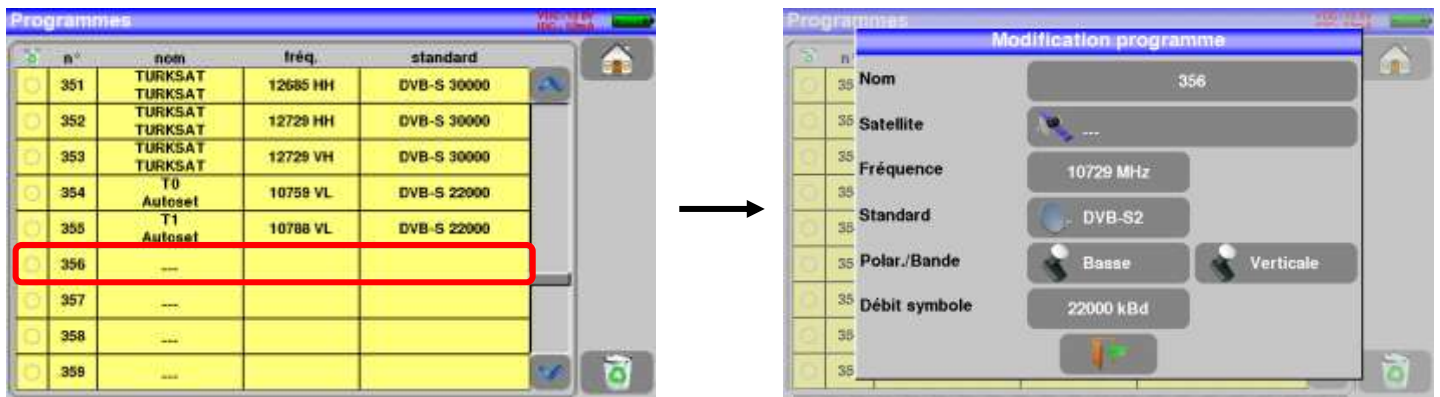 Programmes
n° nom fréq. standard
351 TURKSAT TURKSAT 12685 HH DVB-S 30000
352 TURKSAT TURKSAT 12729 HH DVB-S 30000
353 TURKSAT TURKSAT 12729 VH DVB-S 30000
354 T0 Autoset 10759 VL DVB-S 22000
355 T1 Autoset 10788 VL DVB-S 22000
356 ---
357 ---
358 ---
359 ---
Programmes
Modification programme
Nom 356
Satellite ---
Fréquence 10729 MHz
Standard DVB-S2
Polar./Bande Basse Verticale
Débit symbole 22000 kBd